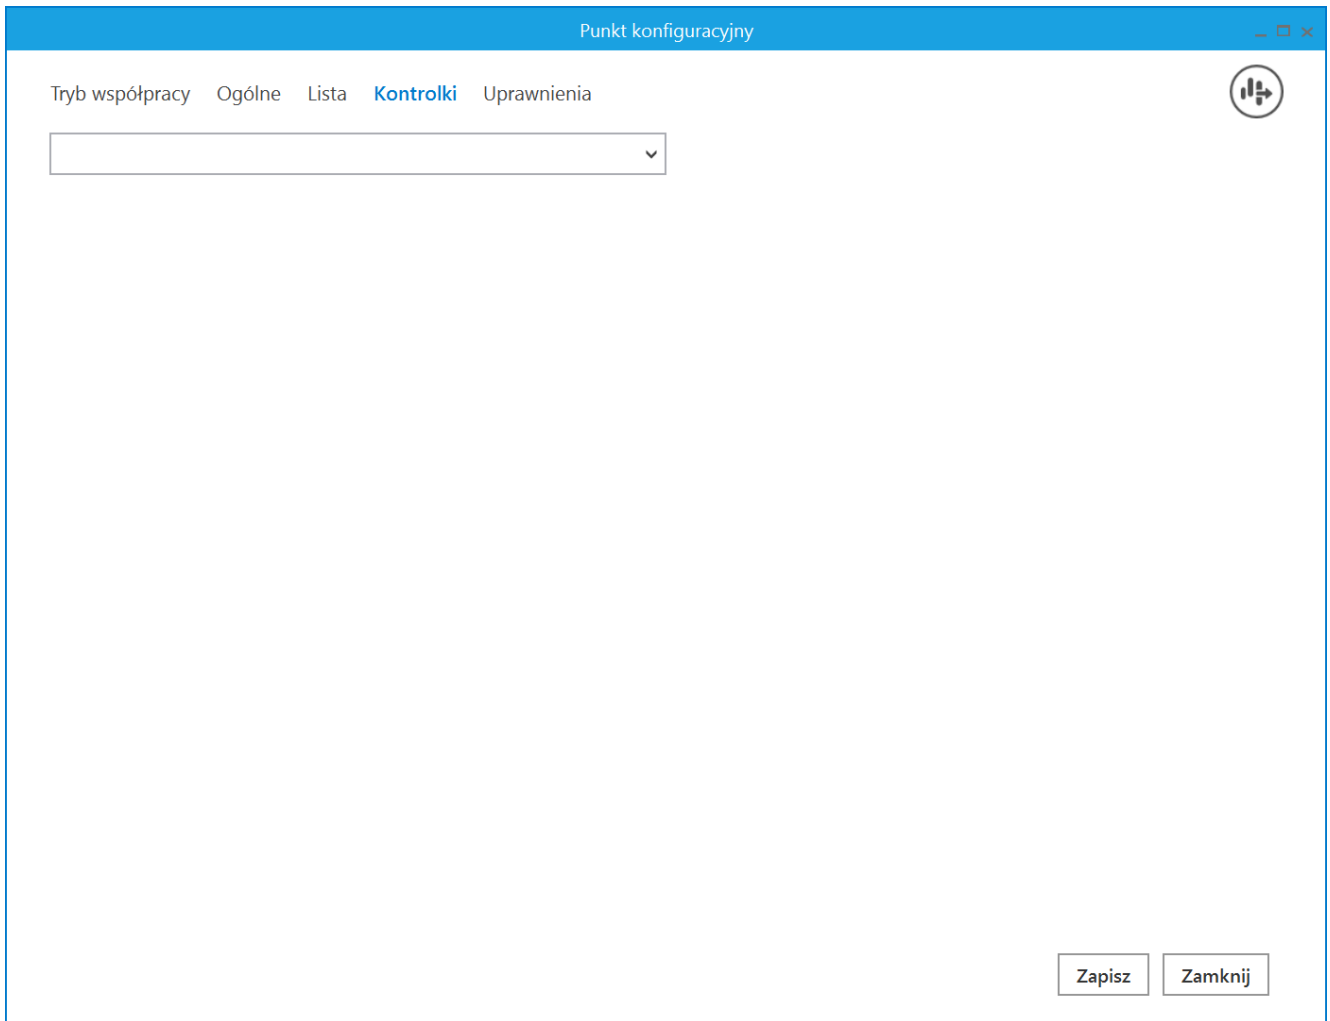 Punkt konfiguracyjny
Tryb współpracy Ogólne Lista Kontrolki Uprawnienia
Zapisz Zamknij